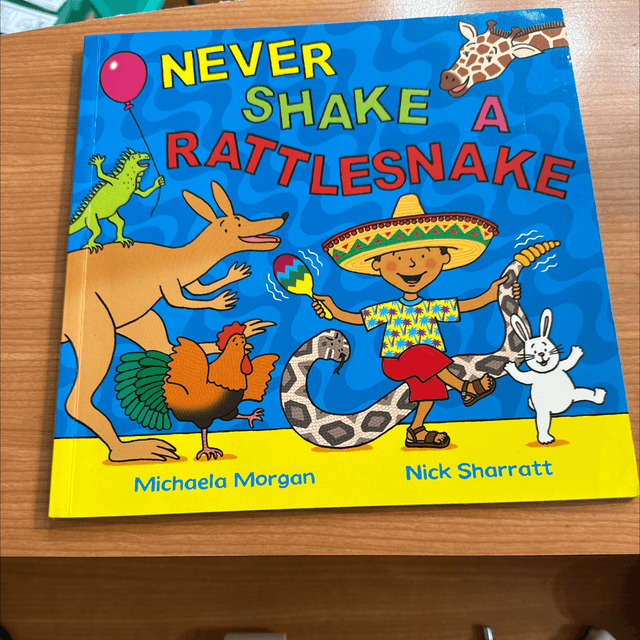 NEVER
SHAKE A
RATTLESNAKE
Michaela Morgan
Nick Sharratt